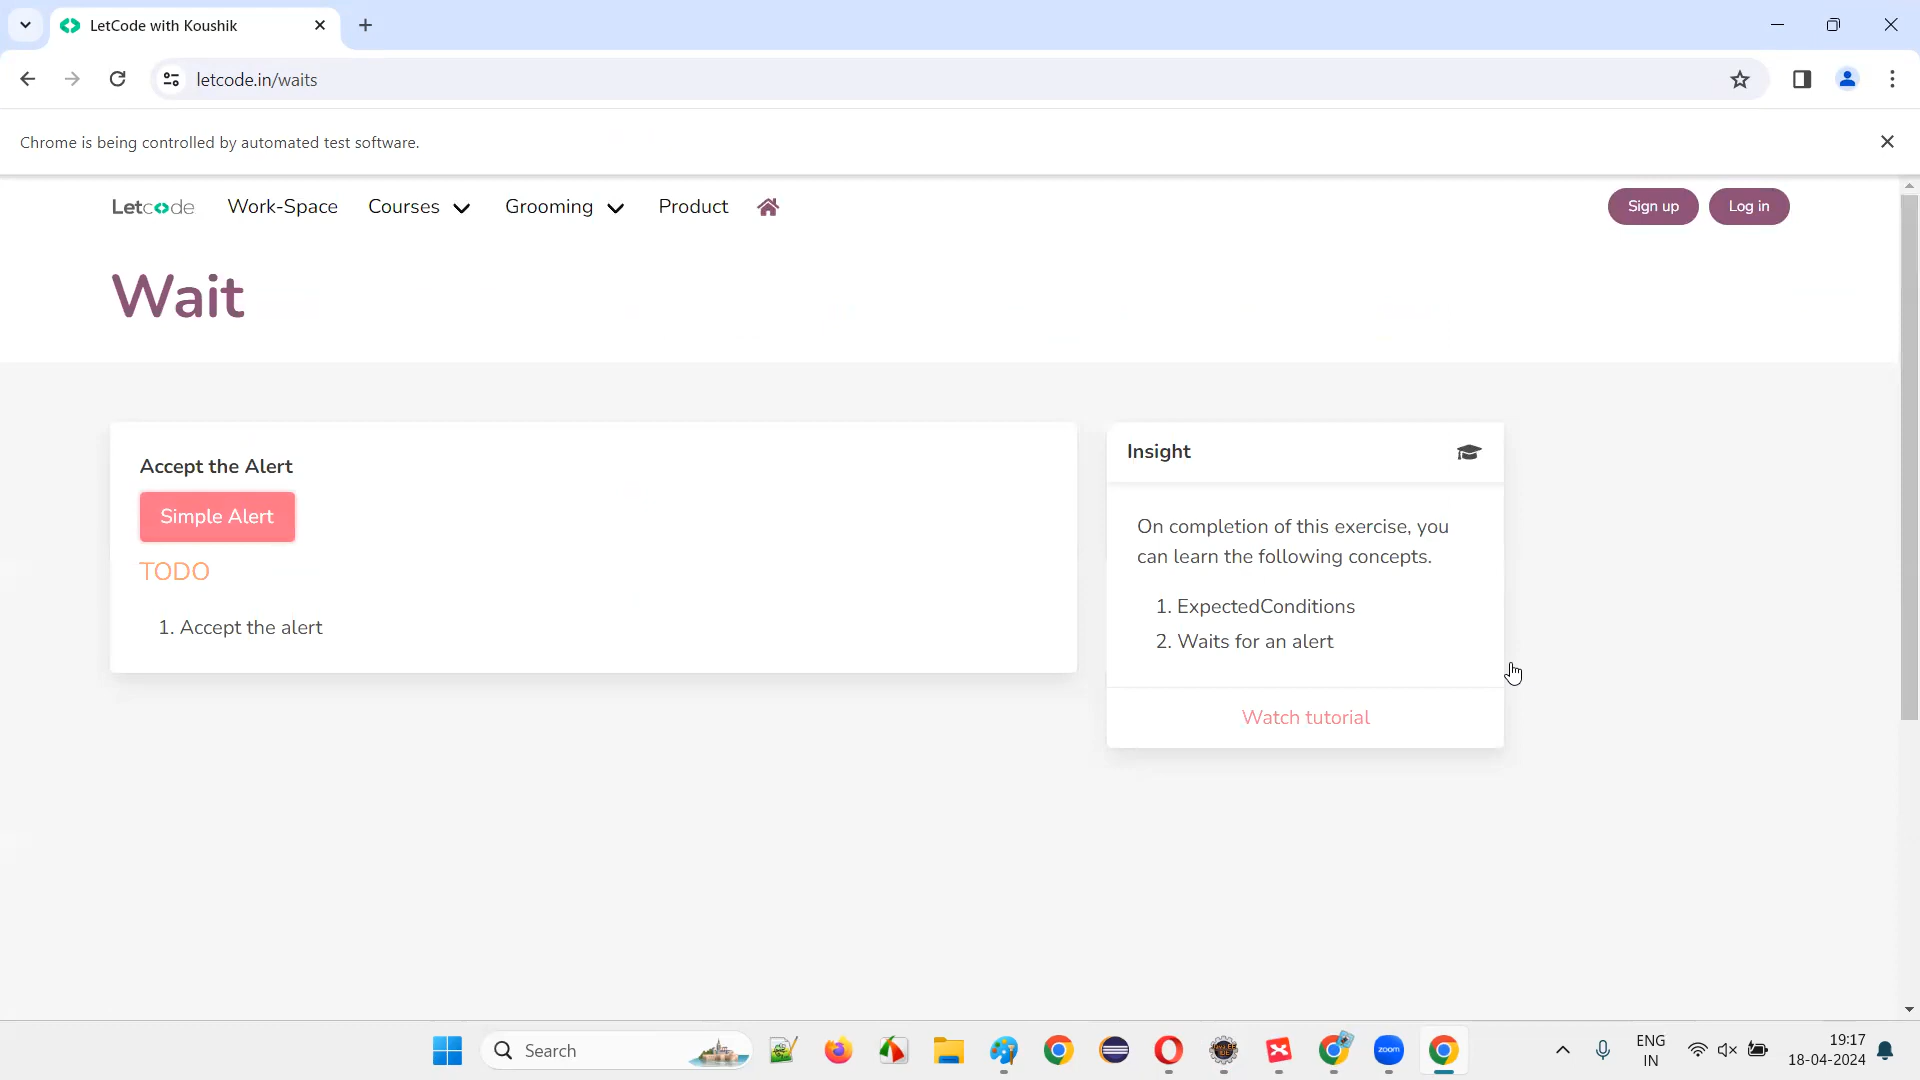 LetCode with Koushik
letcode.in/waits
Chrome is being controlled by automated test software.
Letcode Work-Space Courses Grooming Product Sign up Log in
Wait
Accept the Alert
Simple Alert
TODO
1. Accept the alert
Insight
On completion of this exercise, you
can learn the following concepts.
1. ExpectedConditions
2. Waits for an alert
Watch tutorial
Search
zoom
ENG
IN
19:17
18-04-2024